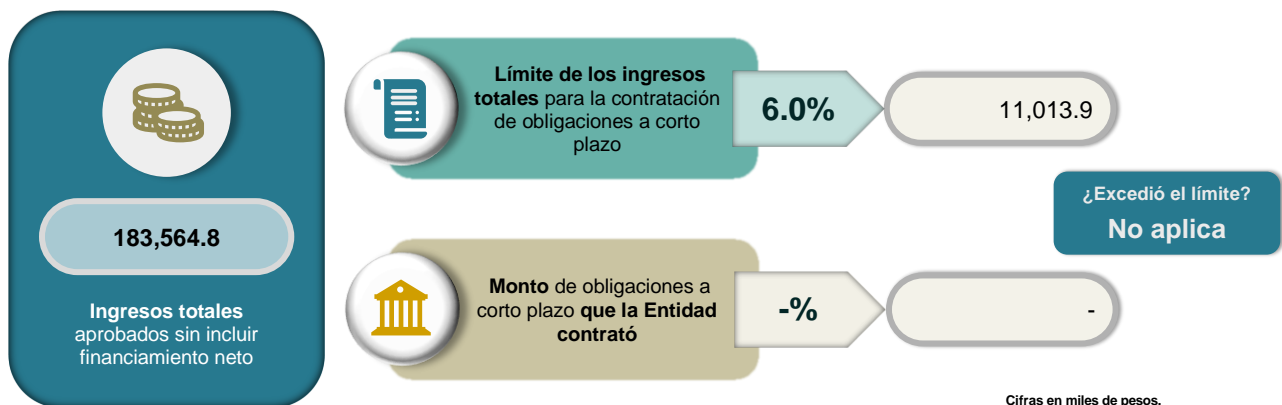 183,564.8
Ingresos totales
aprobados sin incluir
financiamiento neto
Límite de los ingresos
totales para la contratación
de obligaciones a corto
plazo
6.0%
11,013.9
¿Excedió el límite?
No aplica
Monto de obligaciones a
corto plazo que la Entidad
contrató
-%
-
Cifras en miles de pesos.